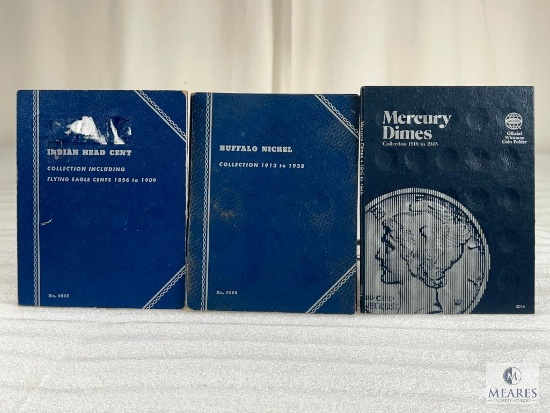 INDIAN HEAD CENT
COLLECTION INCLUDING
FLYING EAGLE CENTS 1856 to 1909
BUFFALO NICKEL
COLLECTION 1913 to 1938
Mercury
Dimes
Collection 1916 to 1945
Official
Whitman
Coin Folder
M
MEARES